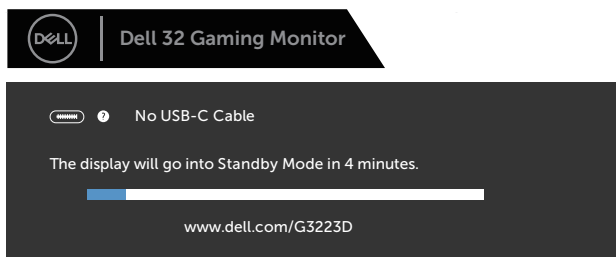 DELL
Dell 32 Gaming Monitor
? No USB-C Cable
The display will go into Standby Mode in 4 minutes.
www.dell.com/G3223D